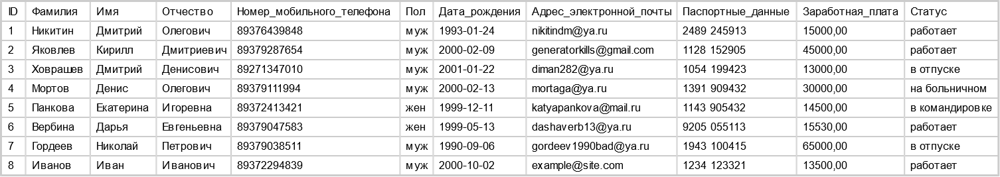 ID Фамилия Имя Отчество Номер_мобильного_телефона Пол Дата_рождения Адрес_электронной_почты Паспортные_данные Заработная_плата Статус
1 Никитин Дмитрий Олегович 89376439848 муж 1993-01-24 nikitindm@ya.ru 2489 245913 15000,00 работает
2 Яковлев Кирилл Дмитриевич 89379287654 муж 2000-02-09 generatorkills@gmail.com 1128 152905 45000,00 работает
3 Ховрашев Дмитрий Денисович 89271347010 муж 2001-01-22 diman282@ya.ru 1054 199423 13000,00 в отпуске
4 Мортов Денис Олегович 89379111994 муж 2000-02-13 mortaga@ya.ru 1391 909432 30000,00 на больничном
5 Панкова Екатерина Игоревна 89372413421 жен 1999-12-11 katyapankova@mail.ru 1143 905432 14500,00 в командировке
6 Вербина Дарья Евгеньевна 89379047583 жен 1999-05-13 dashaverb13@ya.ru 9205 055113 15530,00 работает
7 Гордеев Николай Петрович 89379038511 муж 1990-09-06 gordeev1990bad@ya.ru 1943 100415 65000,00 в отпуске
8 Иванов Иван Иванович 89372294839 муж 2000-10-02 example@site.com 1234 123321 13500,00 работает